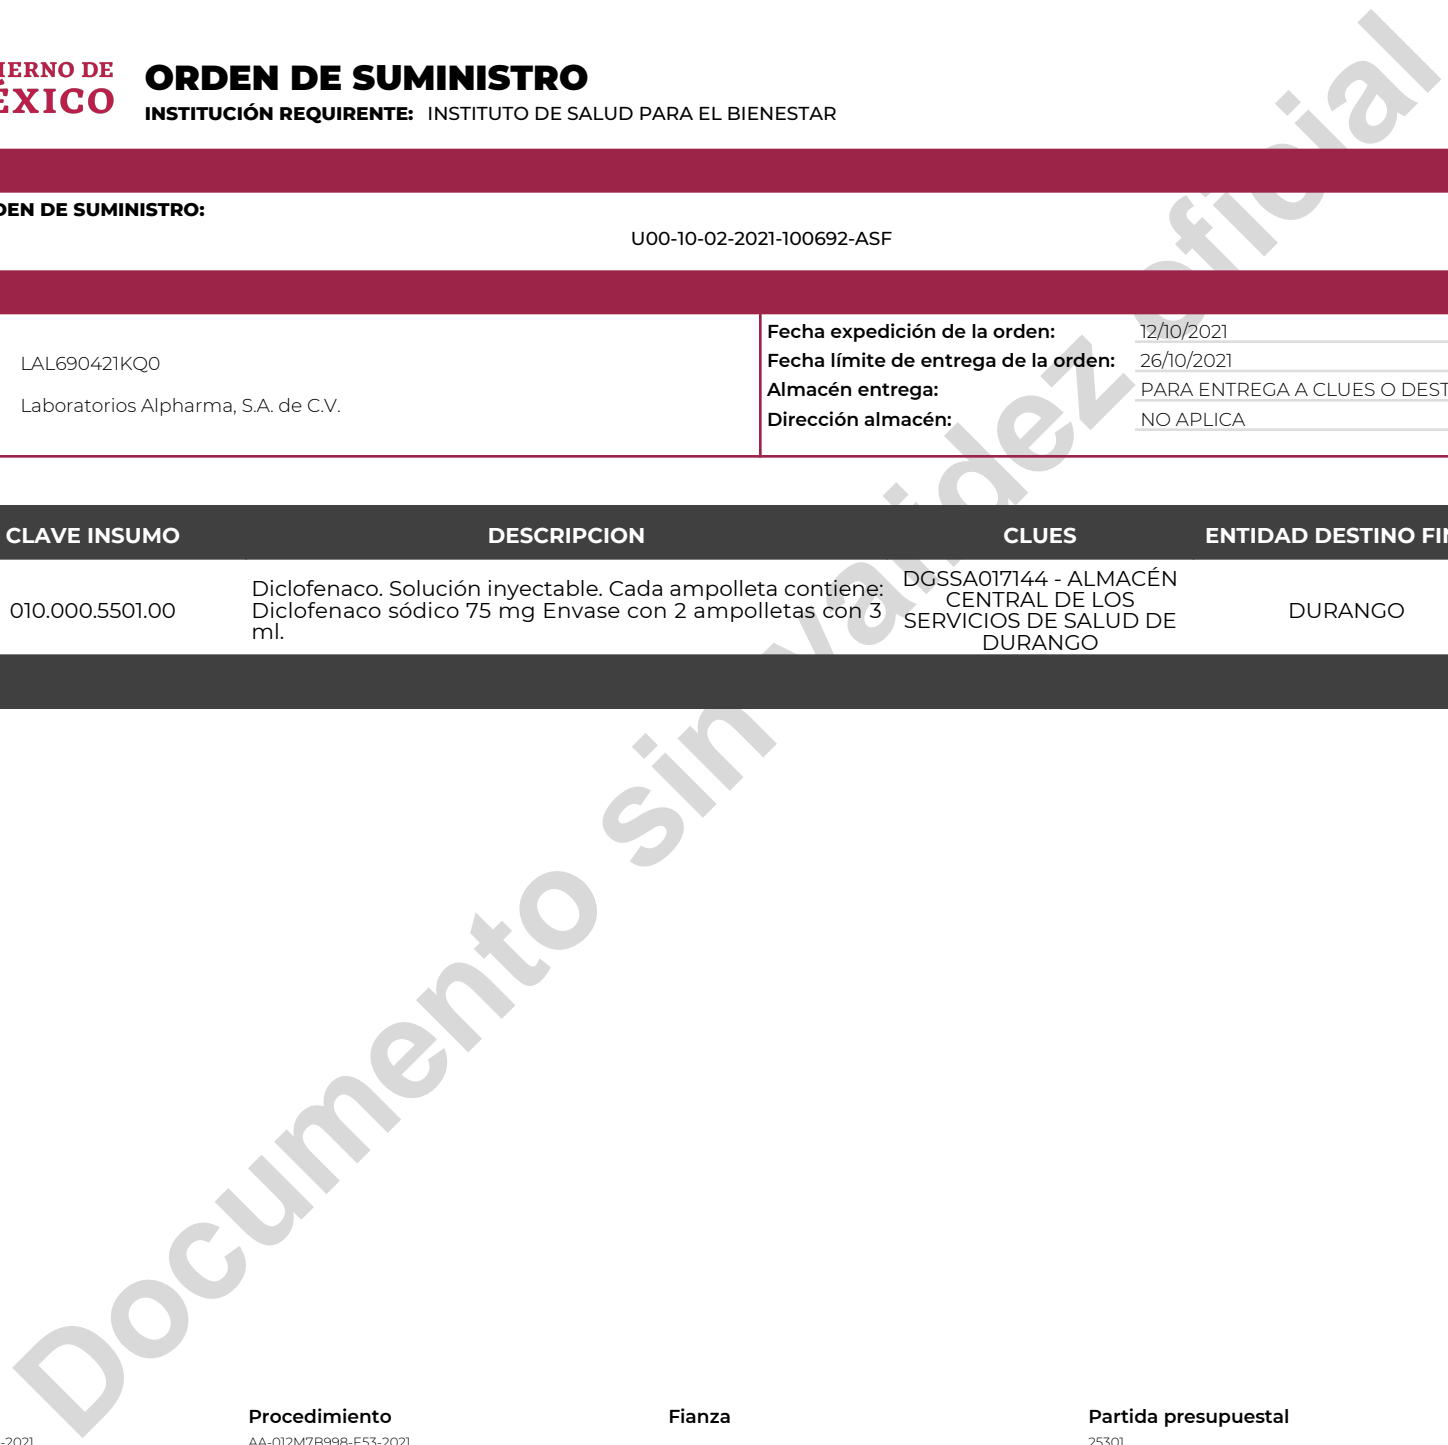 ORDEN DE SUMINISTRO
INSTITUCIÓN REQUIRENTE: INSTITUTO DE SALUD PARA EL BIENESTAR
DE
DE SUMINISTRO:
U00-10-02-2021-100692-ASF
LAL690421KQ0
Laboratorios Alpharma, S.A. de C.V.
Fecha expedición de la orden: 12/10/2021
Fecha límite de entrega de la orden: 26/10/2021
Almacén entrega: PARA ENTREGA A CLUES O
Dirección almacén: NO APLICA
CLAVE INSUMO DESCRIPCION CLUES ENTIDAD DESTINO
010.000.5501.00
Diclofenaco. Solución inyectable. Cada ampolleta contiene:
Diclofenaco sódico 75 mg Envase con 2 ampolletas con 3
ml.
DGSSA017144 - ALMACÉN
CENTRAL DE LOS
SERVICIOS DE SALUD DE
DURANGO
DURANGO
Documento sin validez oficial
Procedimiento Fianza Partida presupuestal